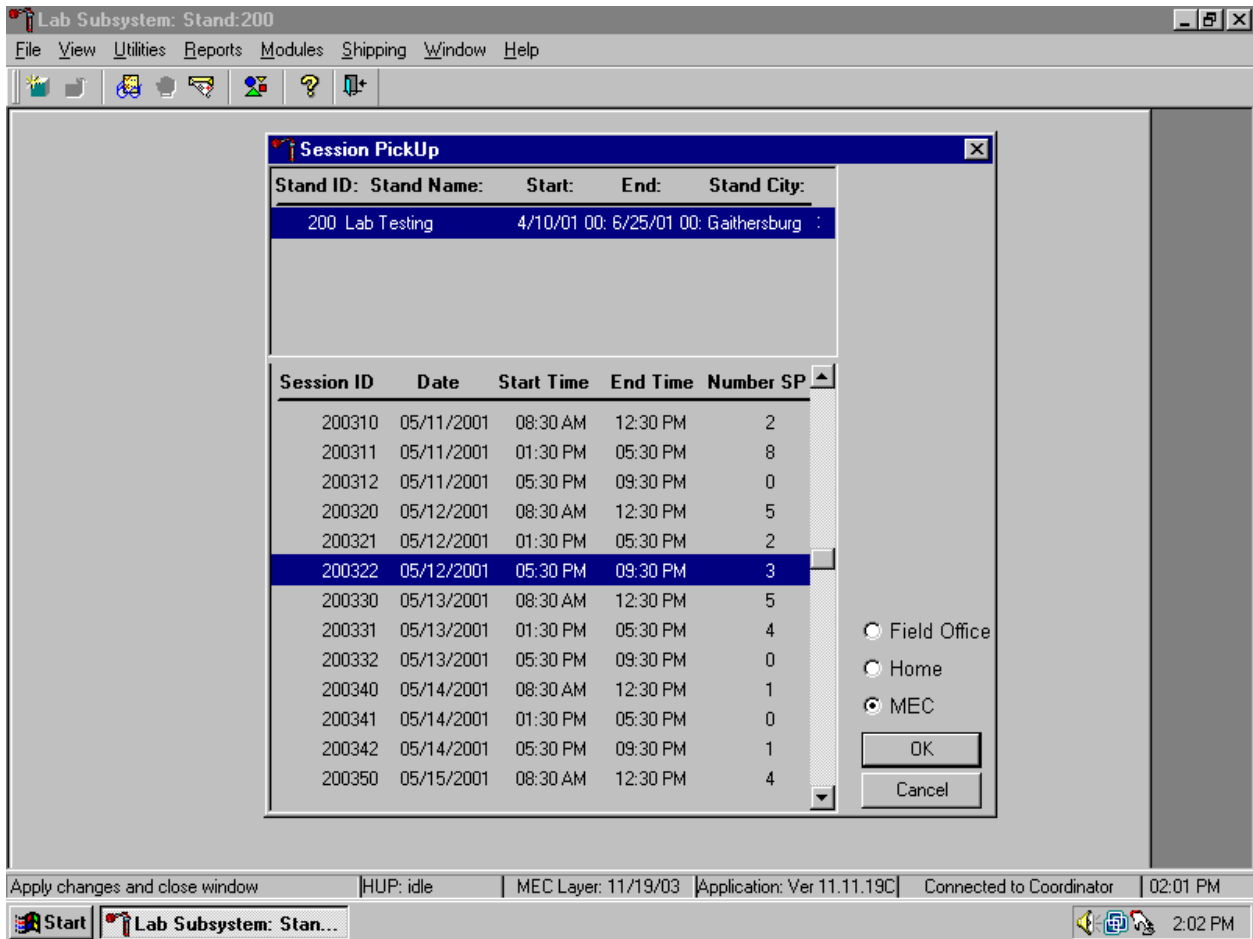 Lab Subsystem: Stand:200
File View Utilities Reports Modules Shipping Window Help
Session PickUp
Stand ID: Stand Name: Start: End: Stand City:
200 Lab Testing 4/10/01 00: 6/25/01 00: Gaithersburg
Session ID Date Start Time End Time Number SP
200310 05/11/2001 08:30 AM 12:30 PM 2
200311 05/11/2001 01:30 PM 05:30 PM 8
200312 05/11/2001 05:30 PM 09:30 PM 0
200320 05/12/2001 08:30 AM 12:30 PM 5
200321 05/12/2001 01:30 PM 05:30 PM 2
200322 05/12/2001 05:30 PM 09:30 PM 3
200330 05/13/2001 08:30 AM 12:30 PM 5
200331 05/13/2001 01:30 PM 05:30 PM 4
200332 05/13/2001 05:30 PM 09:30 PM 0
200340 05/14/2001 08:30 AM 12:30 PM 1
200341 05/14/2001 01:30 PM 05:30 PM 0
200342 05/14/2001 05:30 PM 09:30 PM 1
200350 05/15/2001 08:30 AM 12:30 PM 4
Field Office
Home
MEC
OK
Cancel
Apply changes and close window HUP: idle MEC Layer: 11/19/03 Application: Ver 11.11.19C Connected to Coordinator 02:01 PM
Start Lab Subsystem: Stan... 2:02 PM